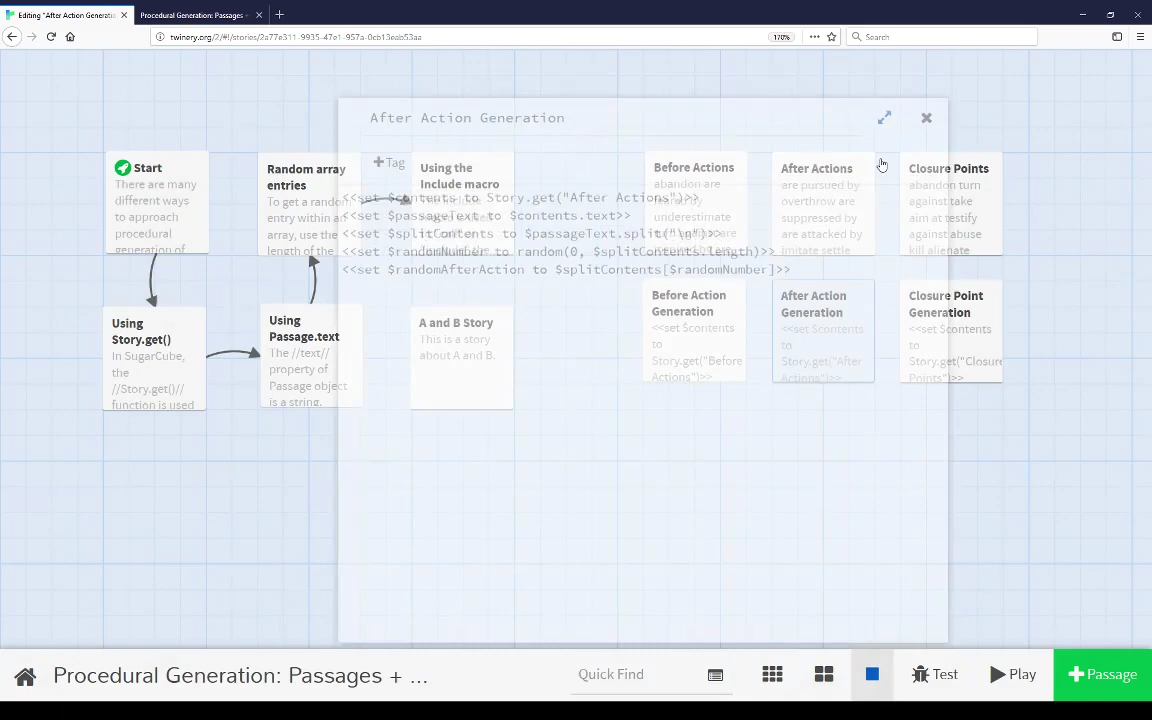 Editing "After Action Generati
Procedural Generation: Passages
twinery.org/2/#!/stories/2a77e311-9935-47e1-957a-0cb13eab53aa
170%
Search
After Action Generation
Tag
<<set $contents to Story.get("After Actions")>>
<<set $passageText to $contents.text>>
<<set $splitContents to $passageText.split("\n")>>
<<set $randomNumber to random(0, $splitContents.length)>>
<<set $randomAfterAction to $splitContents[$randomNumber]>>
Start
There are many
different ways
to approach
procedural
generation of
Random array
entries
To get a random
entry within an
array, use the
length of the
Using the
Include macro
Before Actions
abandon are
underestimate
After Actions
are pursued by
overthrow are
suppressed by
are attacked by
imitate settle
Closure Points
abandon turn
against take
aim at testify
against abuse
kill alienate
Using
Story.get()
In SugarCube,
the
//Story.get()//
function is used
Using
Passage.text
The //text//
property of
Passage object
is a string.
A and B Story
This is a story
about A and B.
Before Action
Generation
<<set $contents
to
Story.get("Before
Actions")>>
After Action
Generation
<<set $contents
to
Story.get("After
Actions")>>
Closure Point
Generation
<<set $contents
to
Story.get("Closure
Points")>>
Procedural Generation: Passages + ...
Quick Find
Test
Play
Passage